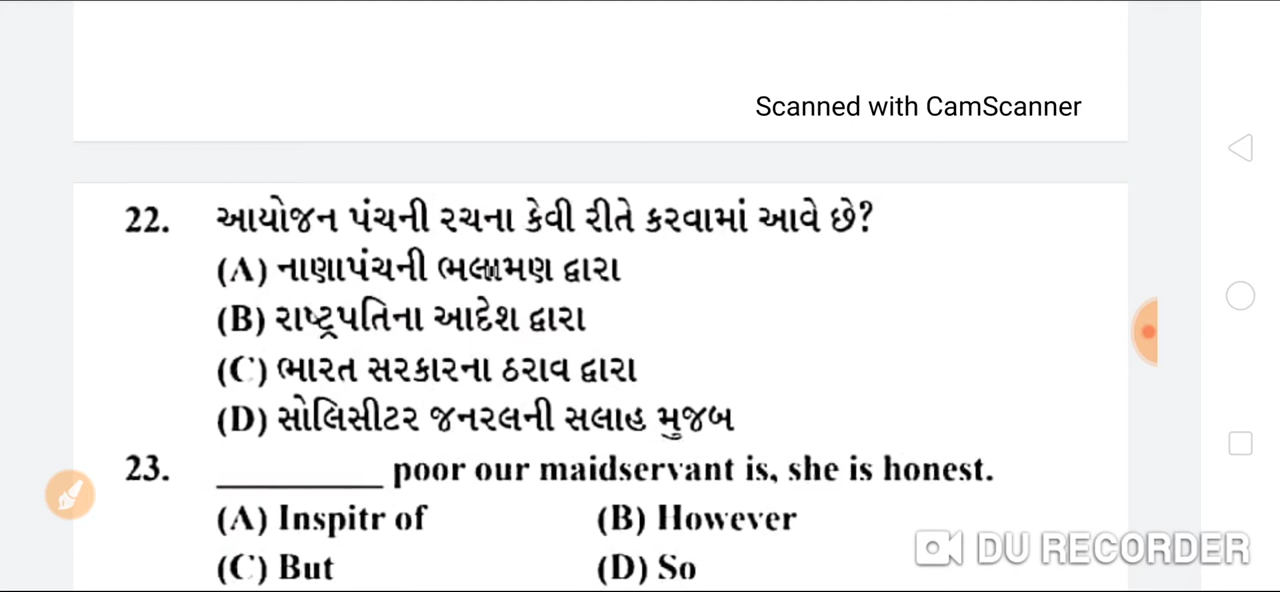 Scanned with CamScanner
22. આયોજન પંચની રચના કેવી રીતે કરવામાં આવે છે?
(A) નાણાપંચની ભલામણ દ્વારા
(B) રાષ્ટ્રપતિના આદેશ દ્વારા
(C) ભારત સરકારના ઠરાવ દ્વારા
(D) સોલિસીટર જનરલની સલાહ મુજબ
23. ________ poor our maidservant is, she is honest.
(A) Inspitr of (B) However
(C) But (D) So
DU RECORDER